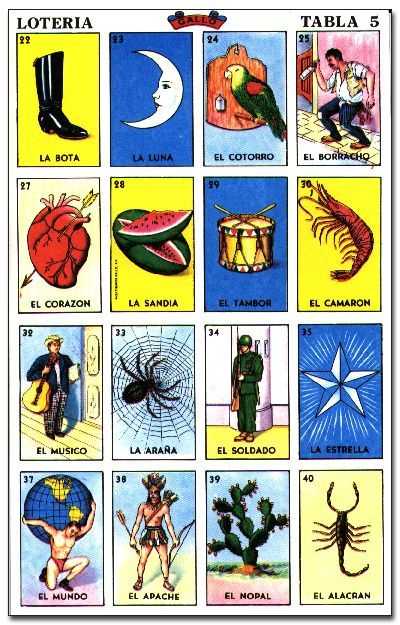 LOTERIA
GALLO
TABLA 5
22
LA BOTA
23
LA LUNA
24
EL COTORRO
25
EL BORRACHO
27
EL CORAZON
28
LA SANDIA
29
EL TAMBOR
30
EL CAMARON
32
EL MUSICO
33
LA ARAÑA
34
EL SOLDADO
35
LA ESTRELLA
37
EL MUNDO
38
EL APACHE
39
EL NOPAL
40
EL ALACRAN